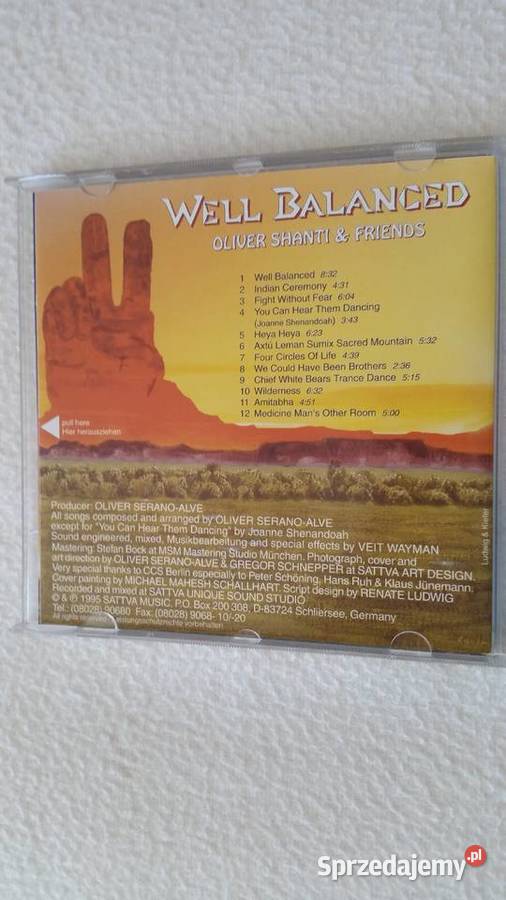 WELL BALANCED
OLIVER SHANTI & FRIENDS
1 Well Balanced 8:32
2 Indian Ceremony 4:31
3 Fight Without Fear 6:04
4 You Can Hear Them Dancing
(Joanne Shenandoah) 3:43
5 Heya Heya 6:23
6 Axtú Leman Sumix Sacred Mountain 5:32
7 Four Circles Of Life 4:39
8 We Could Have Been Brothers 2:36
9 Chief White Bears Trance Dance 5:15
10 Wilderness 6:32
11 Amitabha 4:51
12 Medicine Man's Other Room 5:00
pull here
Hier herausziehen
Producer: OLIVER SERANO-ALVE
All songs composed and arranged by OLIVER SERANO-ALVE
except for "You Can Hear Them Dancing" by Joanne Shenandoah
Sound engineered, mixed, Musikbearbeitung and special effects by VEIT WAYMAN
Mastering: Stefan Bock at MSM Mastering Studio München. Photograph, cover and
art direction by OLIVER SERANO-ALVE & GREGOR SCHNEPPER at SATTVA ART DESIGN.
Very special thanks to CCS Berlin especially to Peter Schöning, Hans Ruh & Klaus Jünemann.
Cover painting by MICHAEL MAHESH SCHALLHART. Script design by RENATE LUDWIG
Recorded and mixed at SATTVA UNIQUE SOUND STUDIO
© & ℗ 1995 SATTVA MUSIC, P.O. Box 200 308, D-83724 Schliersee, Germany
Tel.: (08028) 90680 Fax: (08028) 9068-10/-20
All rights reserved. Leistungsschutzrechte vorbehalten
Ludwig & Kiefer
Sprzedajemy.pl